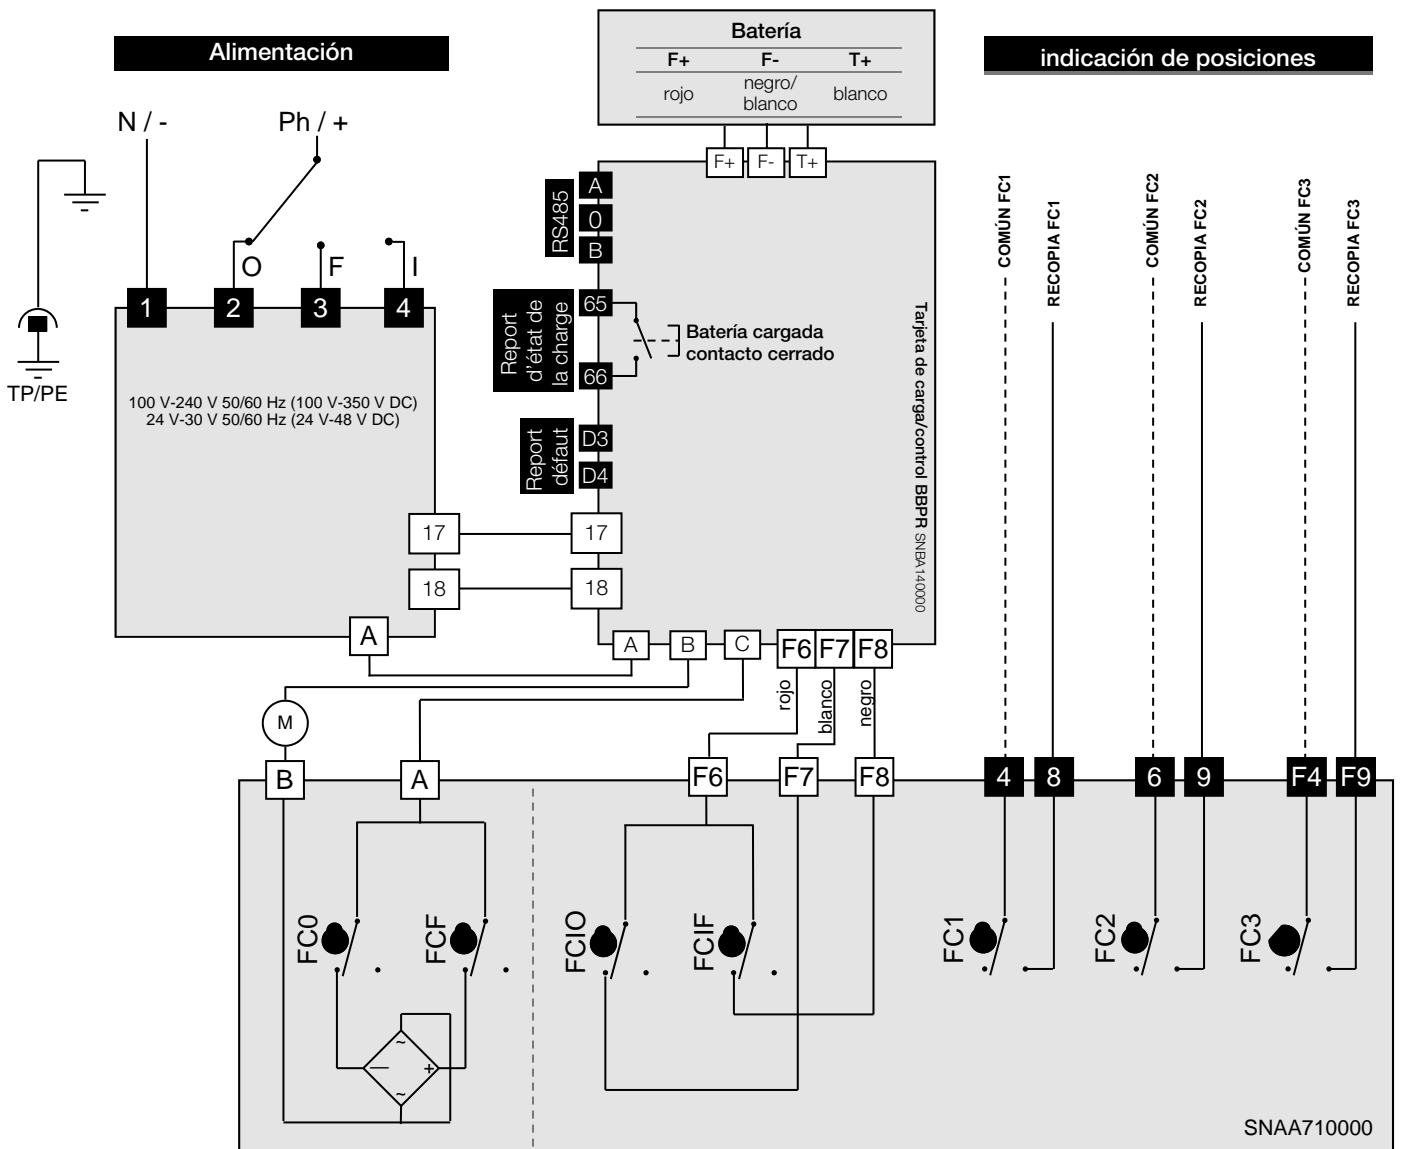 Alimentación
Batería
F+ F- T+
rojo negro/ blanco
blanco
indicación de posiciones
N / -
Ph / +
F+ F- T+
RS485
A
0
B
O F I
1 2 3 4
TP/PE
100 V-240 V 50/60 Hz (100 V-350 V DC)
24 V-30 V 50/60 Hz (24 V-48 V DC)
Report
d'état de
la charge
65
66
Batería cargada
contacto cerrado
Report
défaut
D3
D4
Tarjeta de carga/control BBPR SNBA140000
17 17
18 18
A
A B C F6 F7 F8
rojo
blanco
negro
M
COMÚN FC1
RECOPIA FC1
COMÚN FC2
RECOPIA FC2
COMÚN FC3
RECOPIA FC3
B A F6 F7 F8 4 8 6 9 F4 F9
FC0
FCF
FCIO
FCIF
FC1
FC2
FC3
~
— +
~
SNAA710000